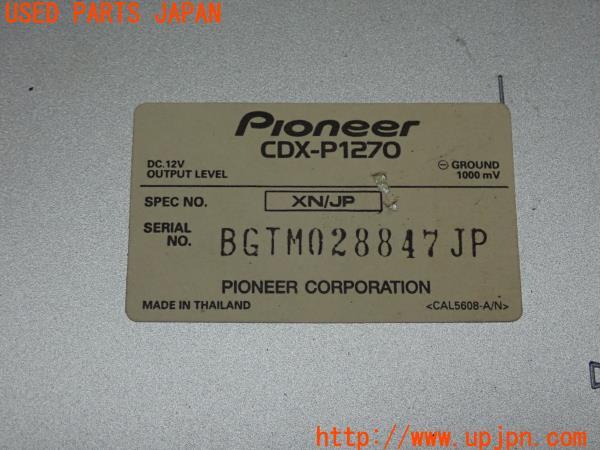 USED PARTS JAPAN
Pioneer
CDX-P1270
DC.12V ⊖ GROUND
OUTPUT LEVEL 1000 mV
SPEC NO. XN/JP
SERIAL NO. BGTM028847JP
PIONEER CORPORATION
MADE IN THAILAND <CAL5608-A/N>
http://www.upjpn.com/